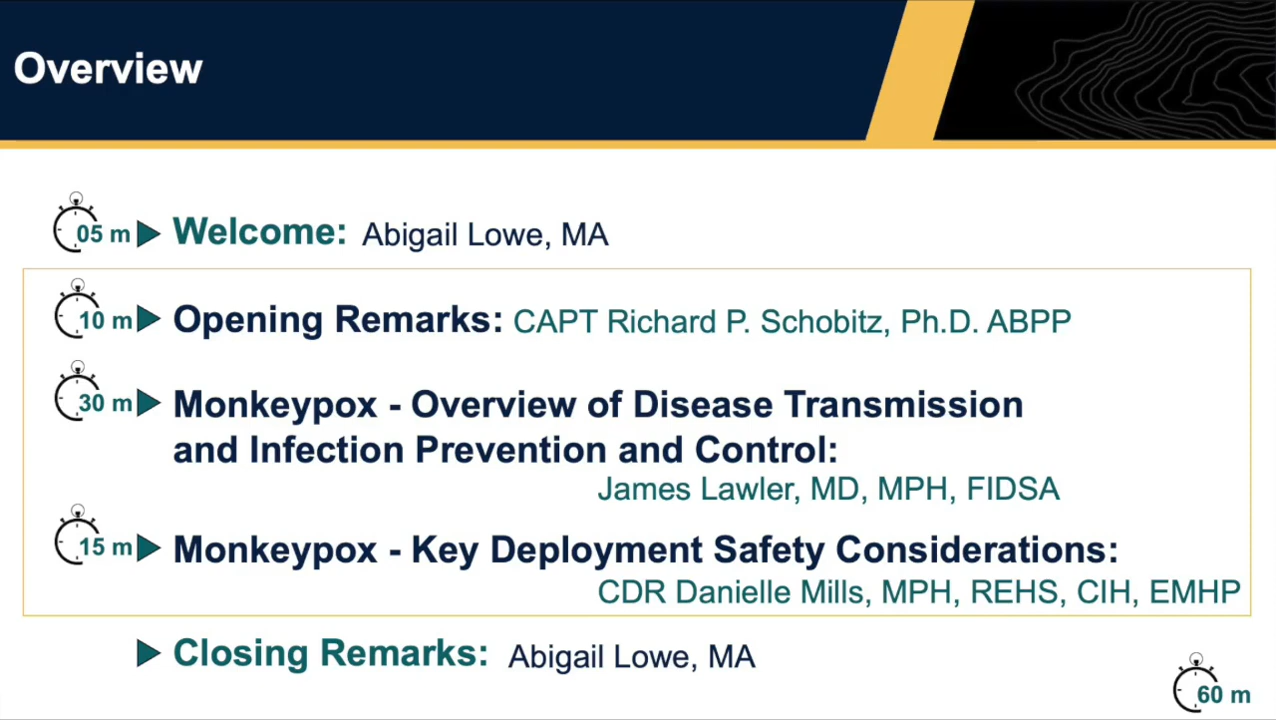 Overview
05 m Welcome: Abigail Lowe, MA
10 m Opening Remarks: CAPT Richard P. Schobitz, Ph.D. ABPP
30 m Monkeypox - Overview of Disease Transmission
and Infection Prevention and Control:
James Lawler, MD, MPH, FIDSA
15 m Monkeypox - Key Deployment Safety Considerations:
CDR Danielle Mills, MPH, REHS, CIH, EMHP
Closing Remarks: Abigail Lowe, MA
60 m